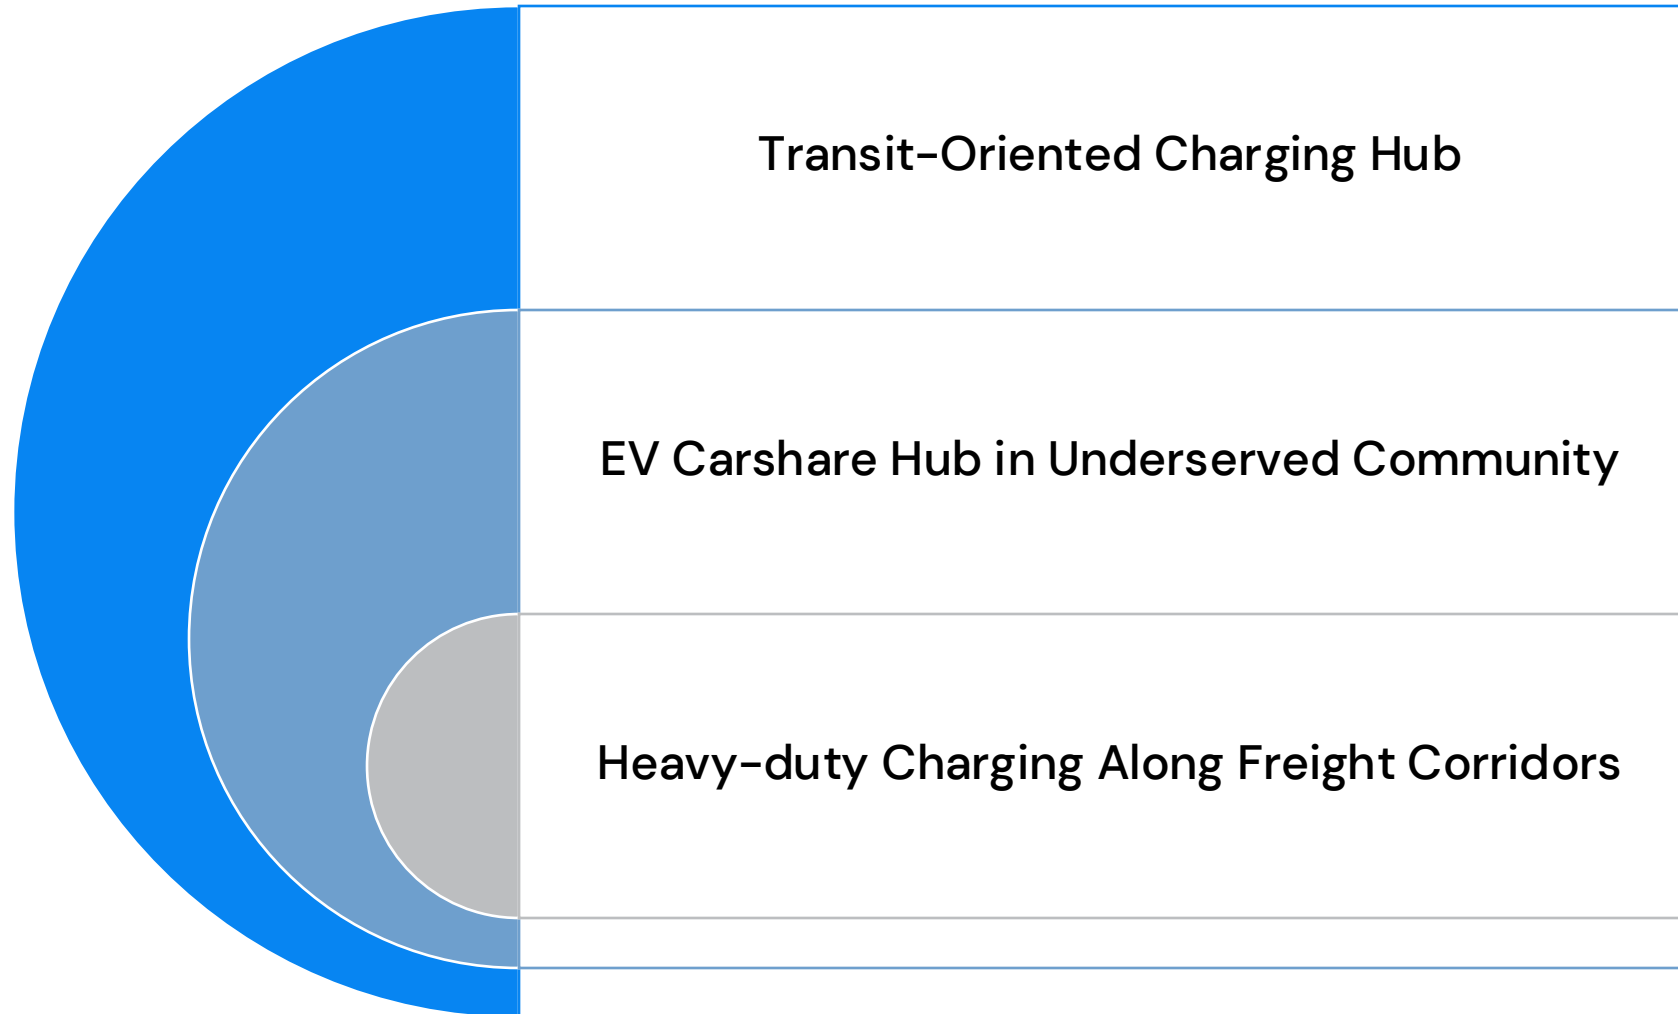 Transit-Oriented Charging Hub
EV Carshare Hub in Underserved Community
Heavy-duty Charging Along Freight Corridors